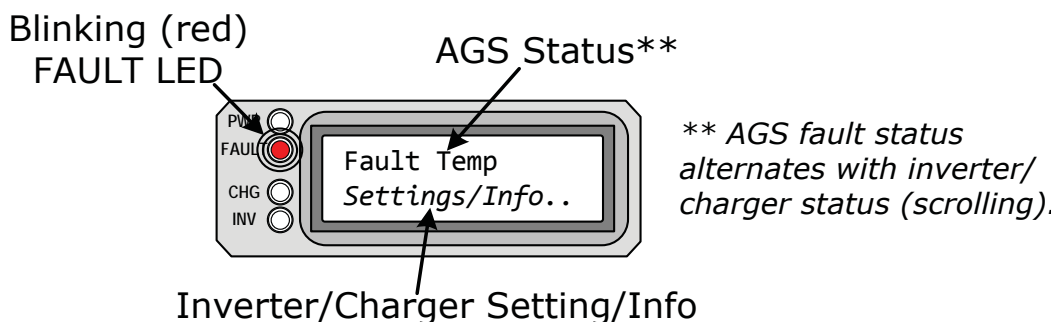 Blinking (red)
FAULT LED
AGS Status**
PWR
FAULT
CHG
INV
Fault Temp
Settings/Info..
** AGS fault status
alternates with inverter/
charger status (scrolling).
Inverter/Charger Setting/Info